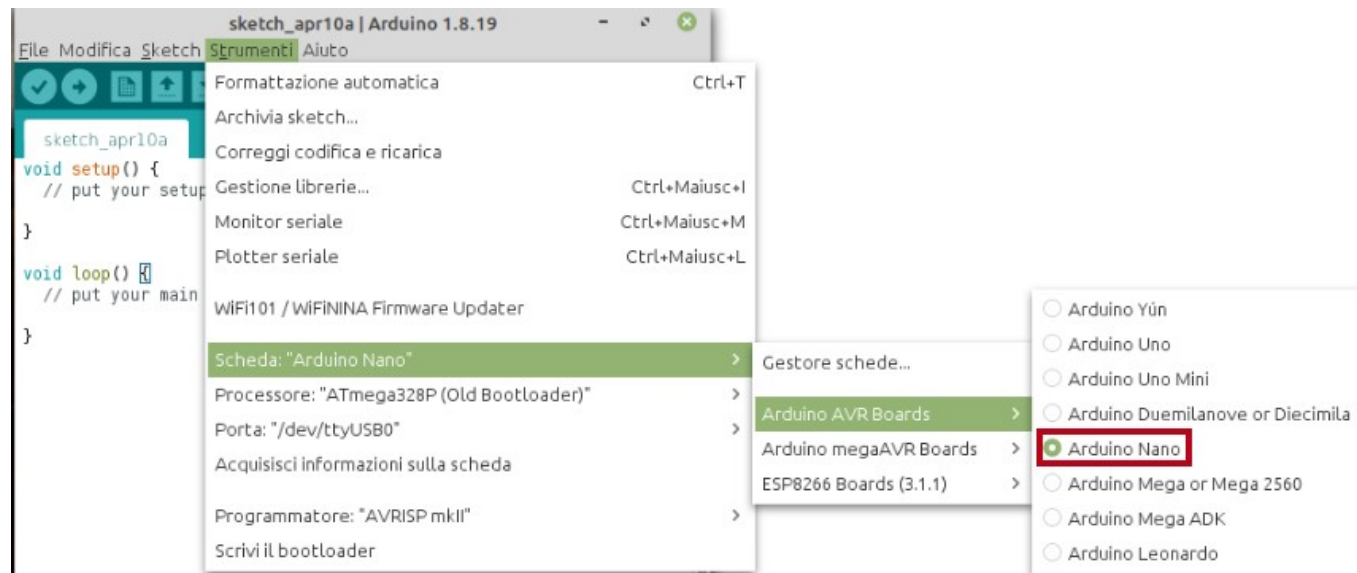 sketch_apr10a | Arduino 1.8.19
File Modifica Sketch Strumenti Aiuto
sketch_apr10a
void setup() {
// put your setup
}
void loop() {
// put your main
}
Formattazione automatica Ctrl+T
Archivia sketch...
Correggi codifica e ricarica
Gestione librerie... Ctrl+Maiusc+I
Monitor seriale Ctrl+Maiusc+M
Plotter seriale Ctrl+Maiusc+L
WiFi101 / WiFiNINA Firmware Updater
Scheda: "Arduino Nano"
Processore: "ATmega328P (Old Bootloader)"
Porta: "/dev/ttyUSB0"
Acquisisci informazioni sulla scheda
Programmatore: "AVRISP mkII"
Scrivi il bootloader
Gestore schede...
Arduino AVR Boards
Arduino megaAVR Boards
ESP8266 Boards (3.1.1)
Arduino Yún
Arduino Uno
Arduino Uno Mini
Arduino Duemilanove or Diecimila
Arduino Nano
Arduino Mega or Mega 2560
Arduino Mega ADK
Arduino Leonardo